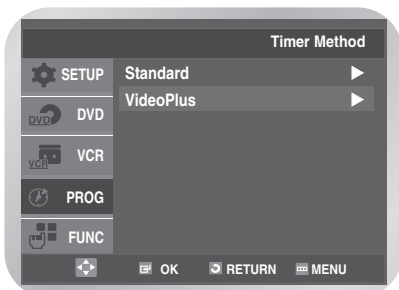 Timer Method
SETUP
Standard
VideoPlus
DVD DVD
VCR VCR
PROG
FUNC
OK RETURN MENU